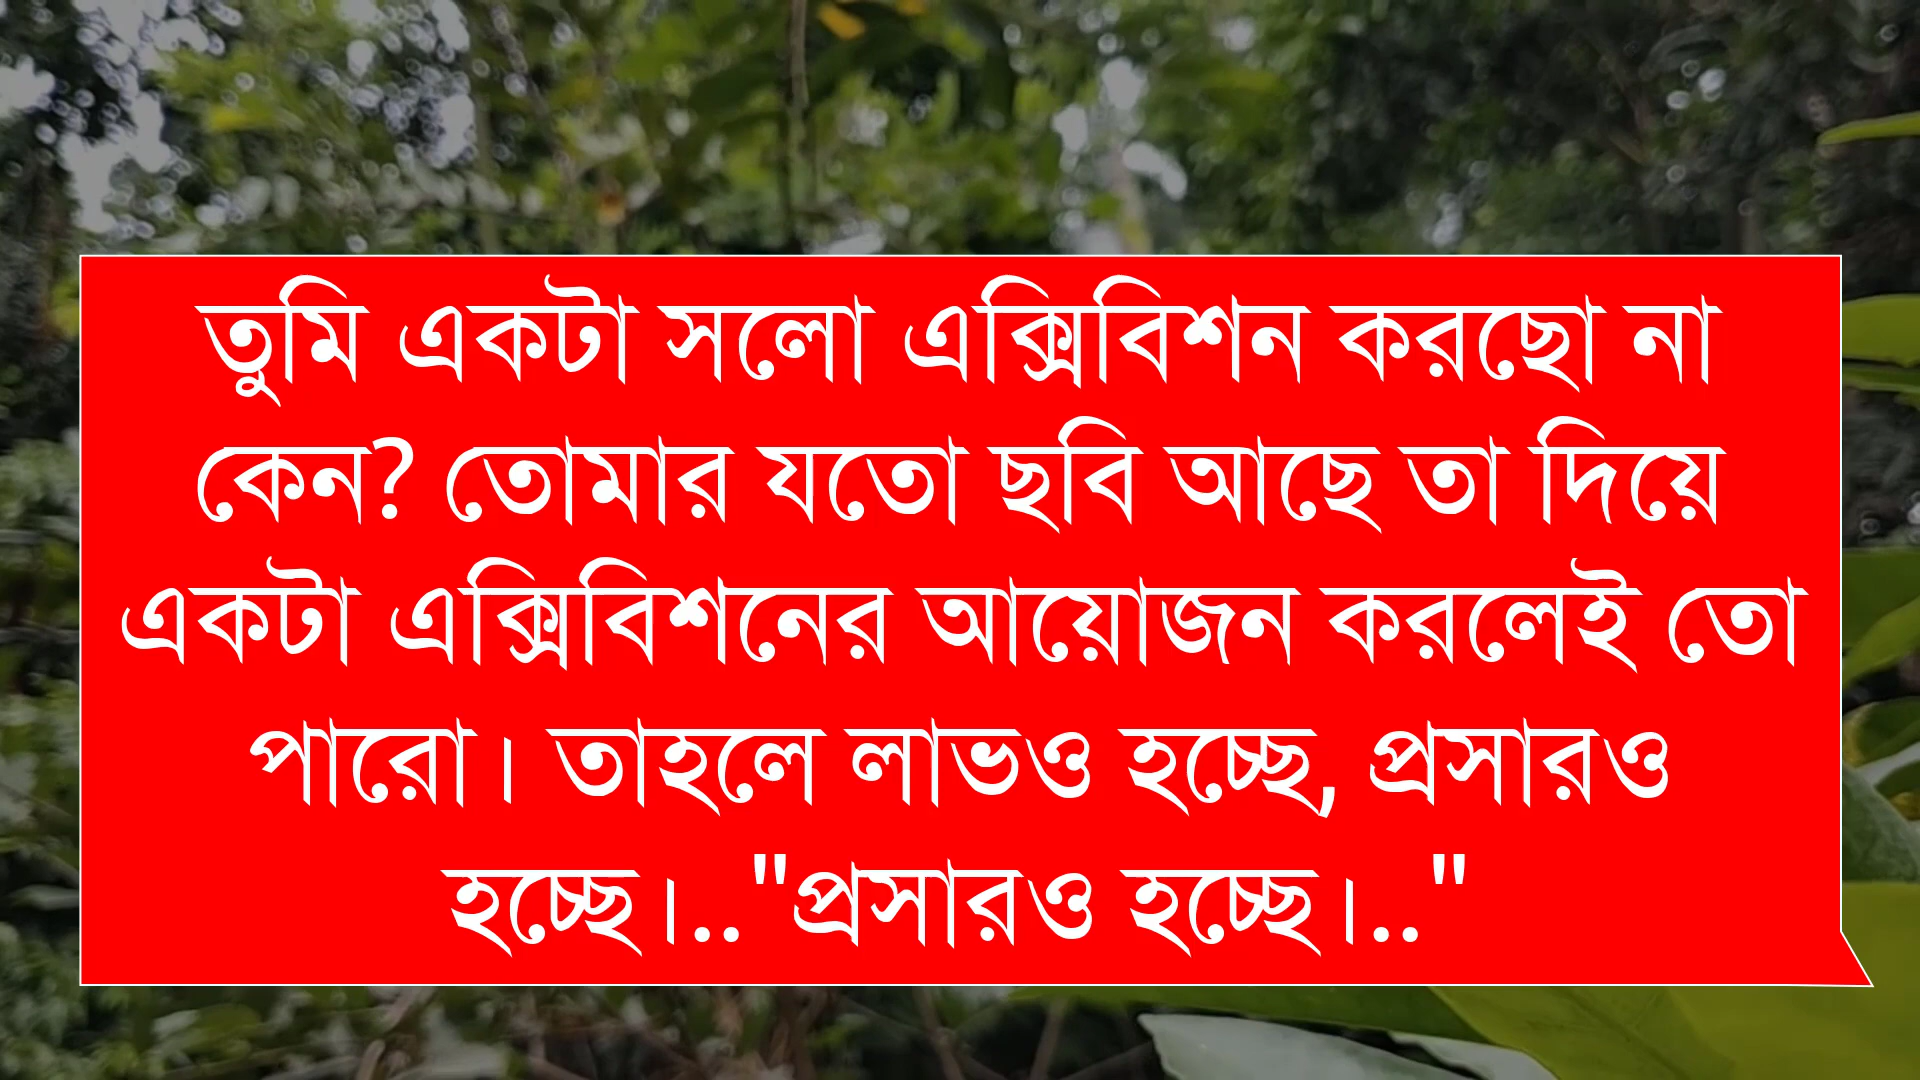 তুমি একটা সলো এক্সিবিশন করছো না
কেন? তোমার যতো ছবি আছে তা দিয়ে
একটা এক্সিবিশনের আয়োজন করলেই তো
পারো। তাহলে লাভও হচ্ছে, প্রসারও
হচ্ছে।.."প্রসারও হচ্ছে।.."